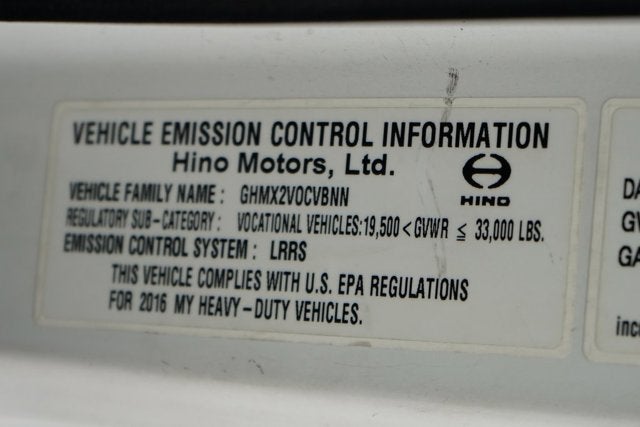 VEHICLE EMISSION CONTROL INFORMATION
Hino Motors, Ltd.
HINO
VEHICLE FAMILY NAME : GHMX2VOCVBNN
REGULATORY SUB-CATEGORY : VOCATIONAL VEHICLES:19,500 < GVWR ≤ 33,000 LBS.
EMISSION CONTROL SYSTEM : LRRS
THIS VEHICLE COMPLIES WITH U.S. EPA REGULATIONS
FOR 2016 MY HEAVY-DUTY VEHICLES.